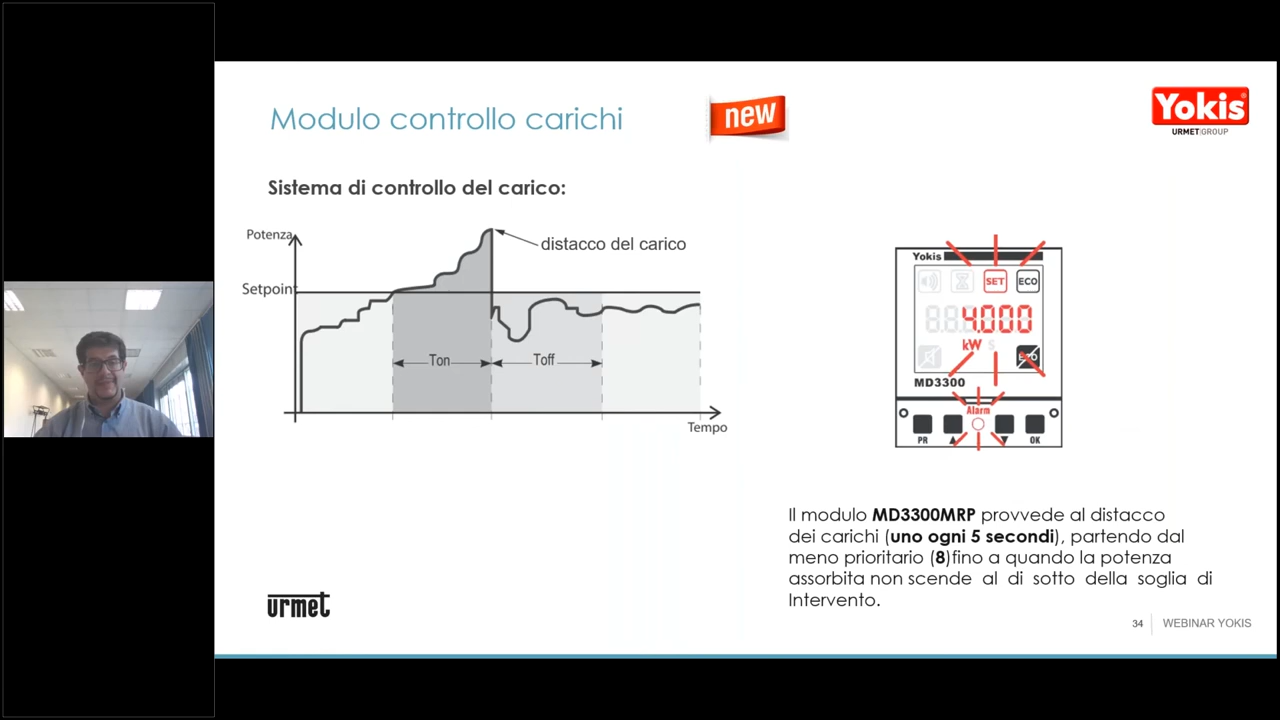 Modulo controllo carichi
new
Yokis
URMET|GROUP
Sistema di controllo del carico:
Potenza
distacco del carico
Setpoint
Ton
Toff
Tempo
Yokis
SET
ECO
4.000
kW
S
MD3300
Alarm
PR
OK
Il modulo MD3300MRP provvede al distacco
dei carichi (uno ogni 5 secondi), partendo dal
meno prioritario (8)fino a quando la potenza
assorbita non scende al di sotto della soglia di
Intervento.
urmet
34
WEBINAR YOKIS